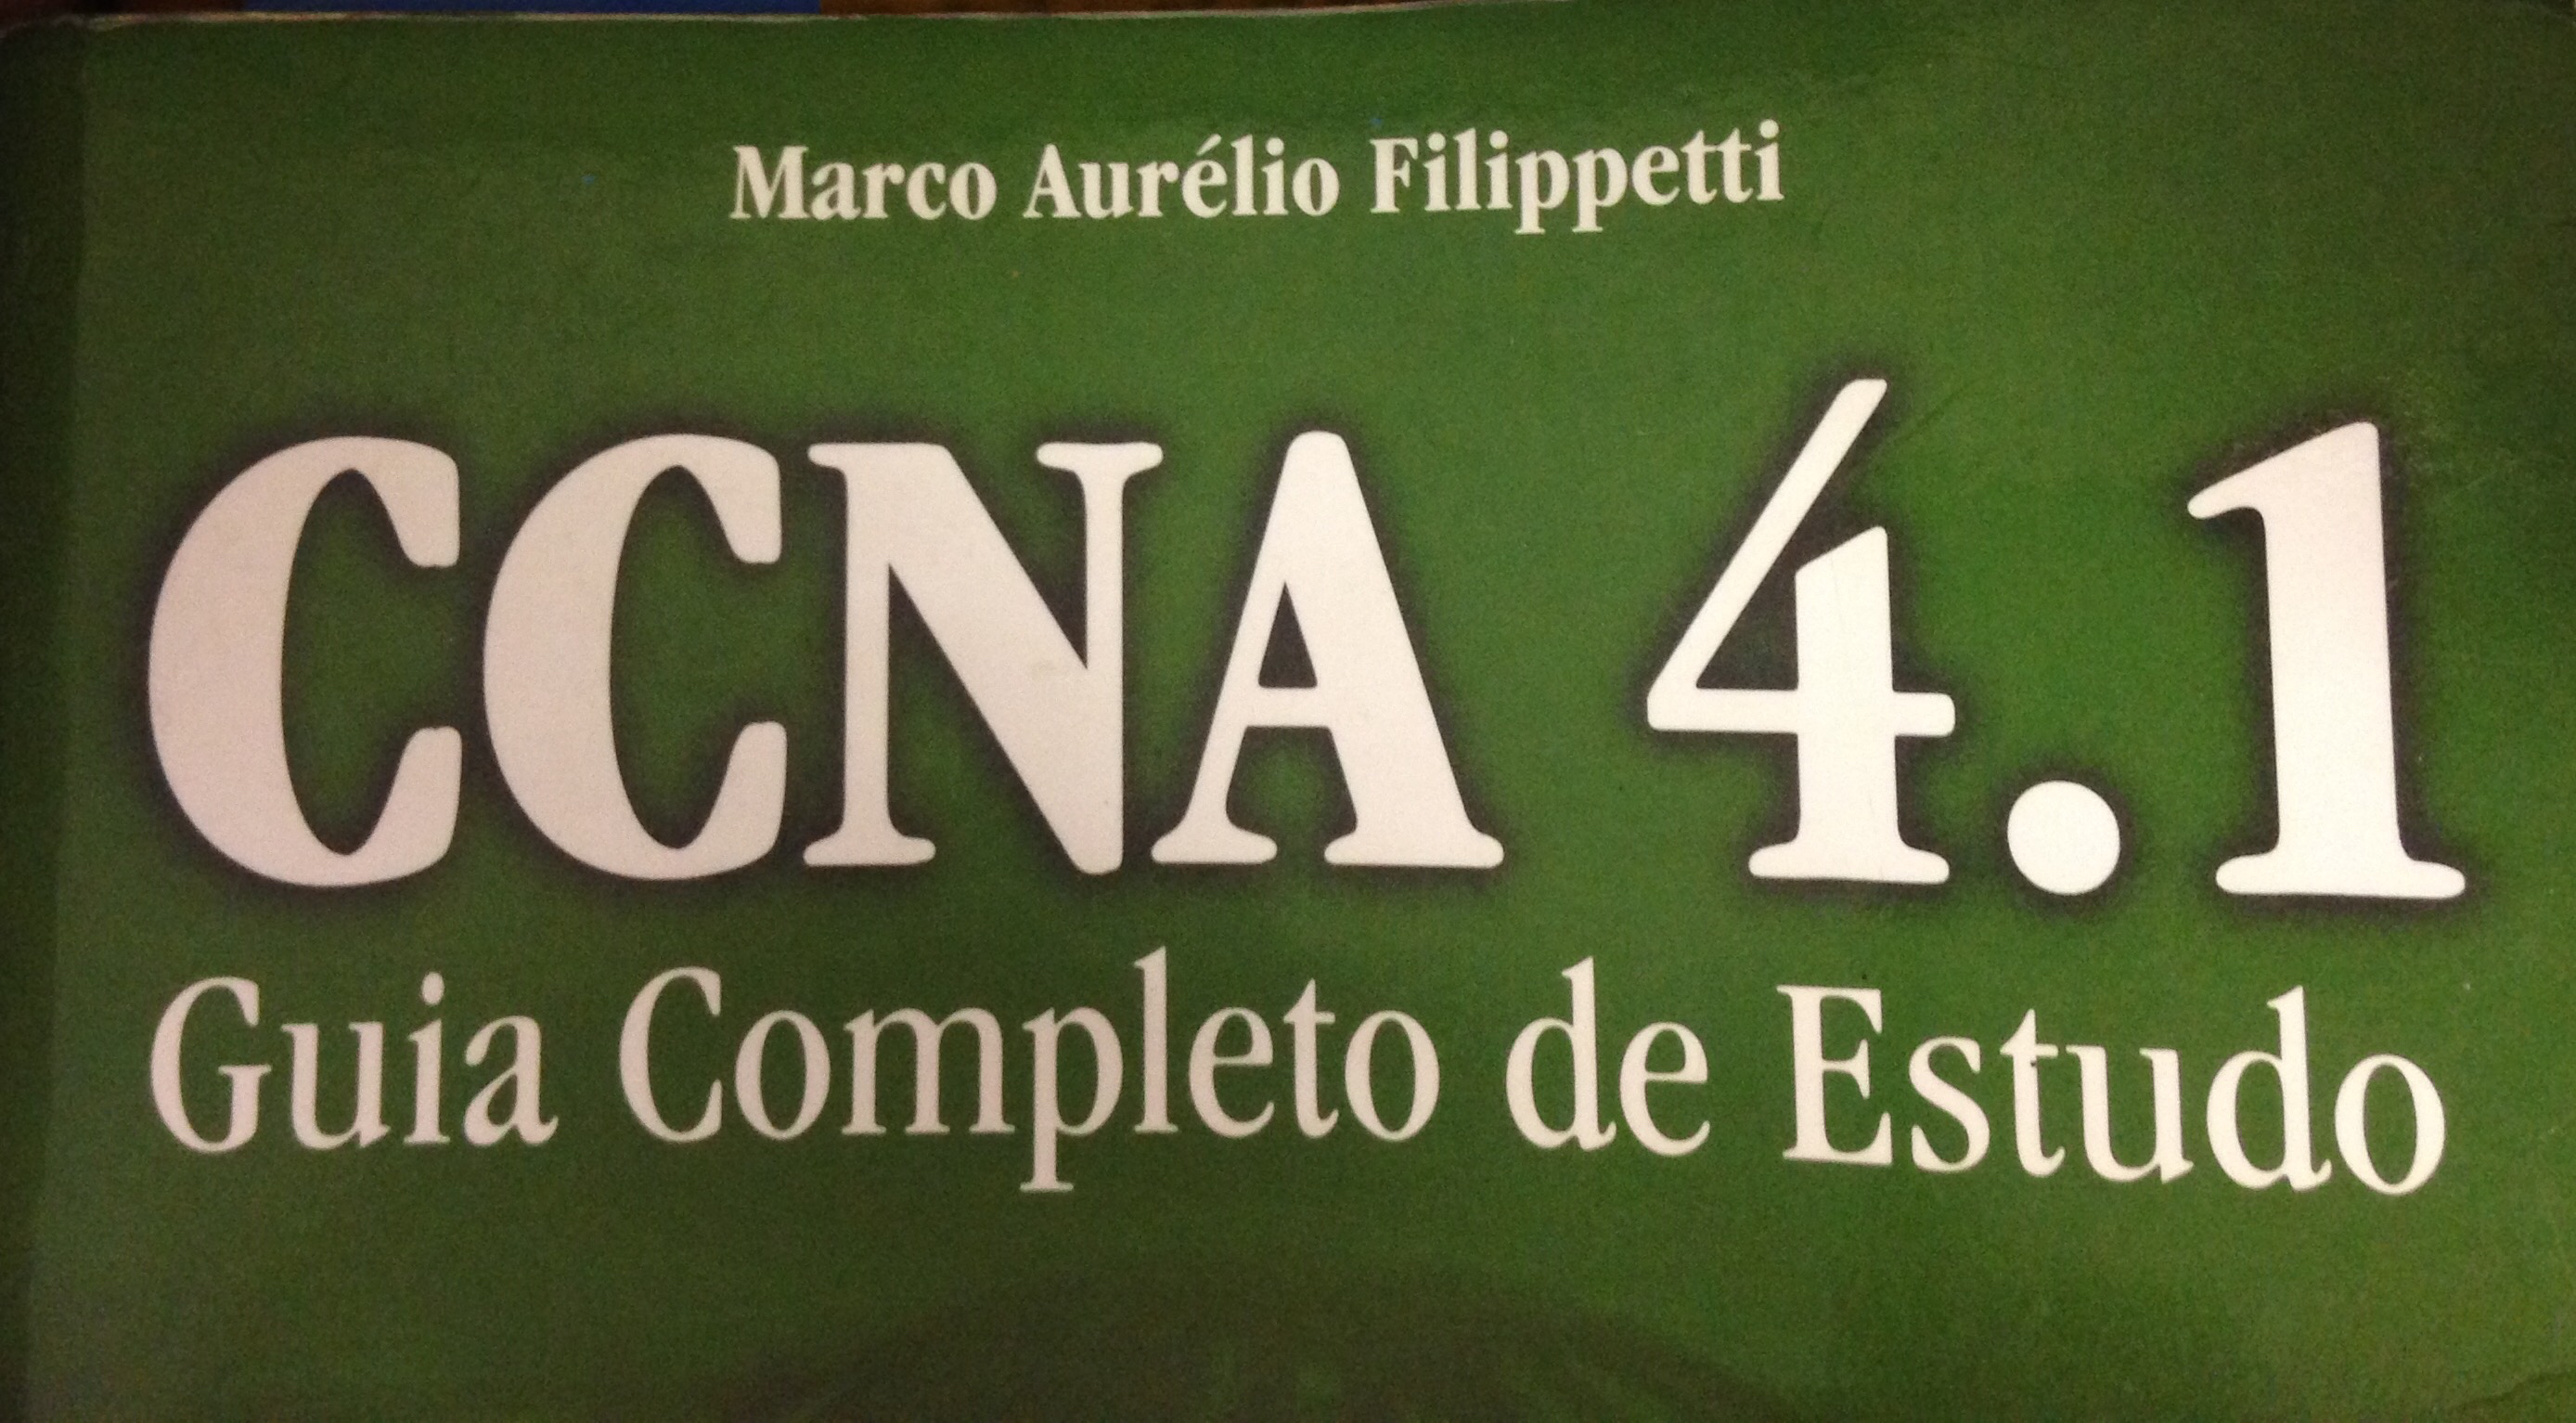 Marco Aurélio Filippetti
CCNA 4.1
Guia Completo de Estudo